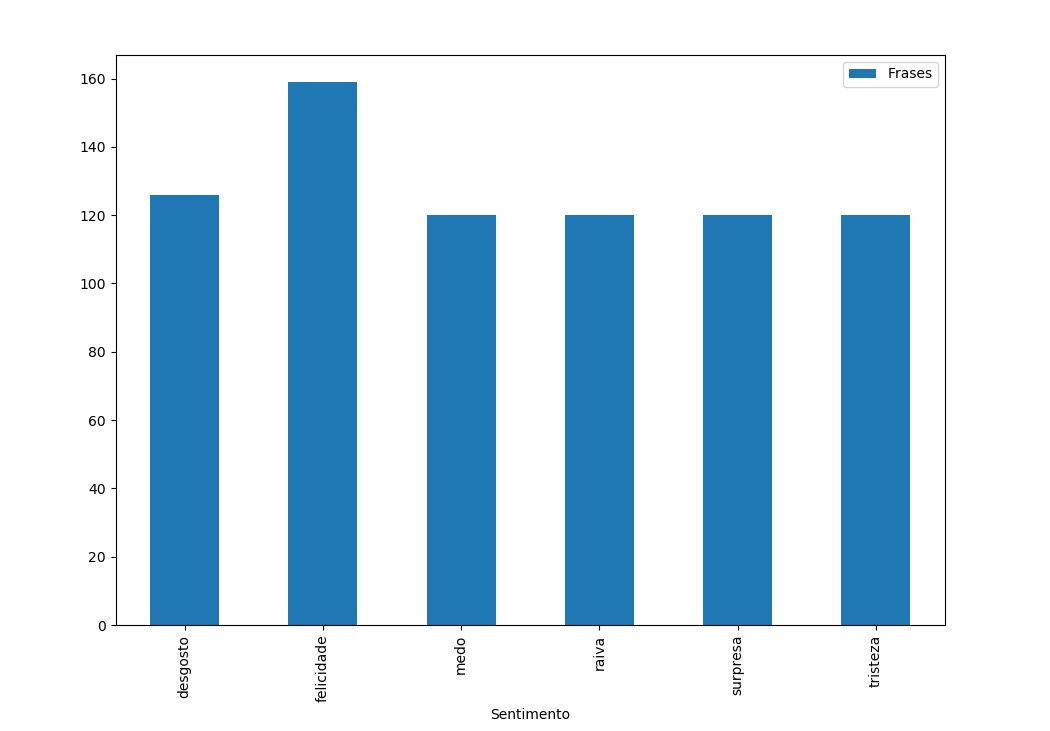 Frases
160
140
120
100
80
60
40
20
0
desgosto
felicidade
medo
raiva
surpresa
tristeza
Sentimento